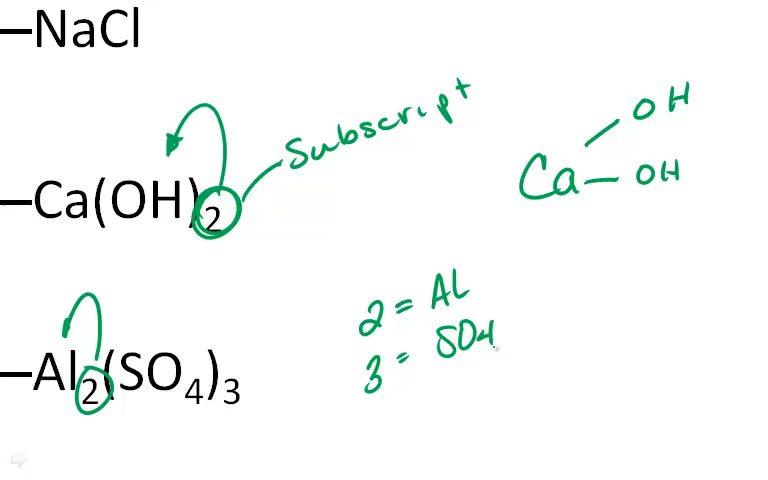 –NaCl
Subscript
OH
–Ca(OH)₂
Ca
OH
2 = AL
3 = SO4
–Al₂(SO₄)₃